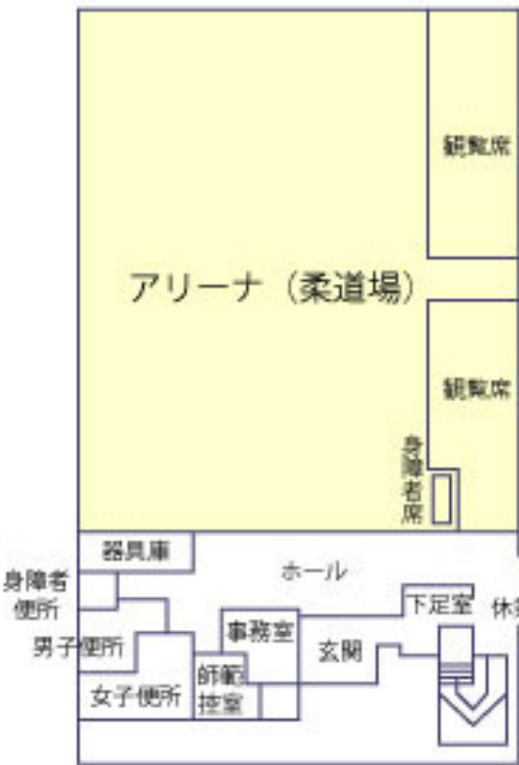 観覧席
アリーナ（柔道場）
観覧席
身障者席
器具庫
ホール
身障者
便所
下足室
休
男子便所
事務室
玄関
師範
控室
女子便所